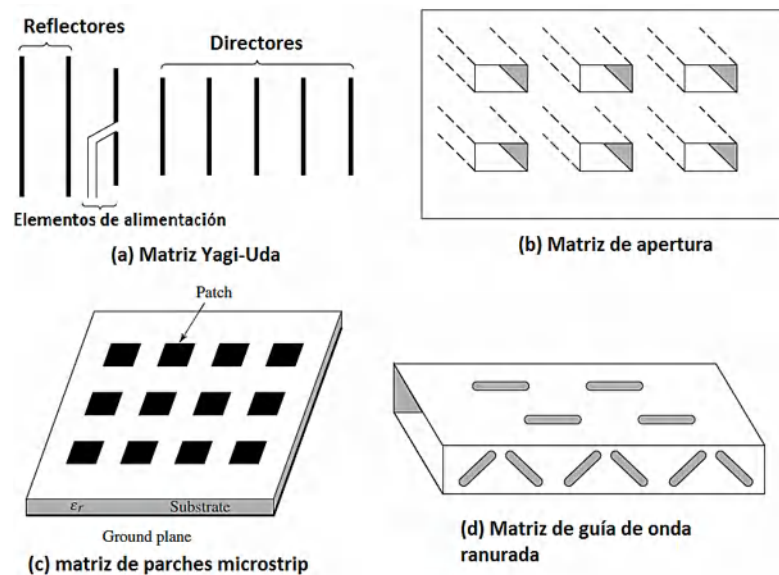 Reflectores
Directores
Elementos de alimentación
(a) Matriz Yagi-Uda
(b) Matriz de apertura
Patch
εr
Substrate
Ground plane
(c) matriz de parches microstrip
(d) Matriz de guía de onda
ranurada